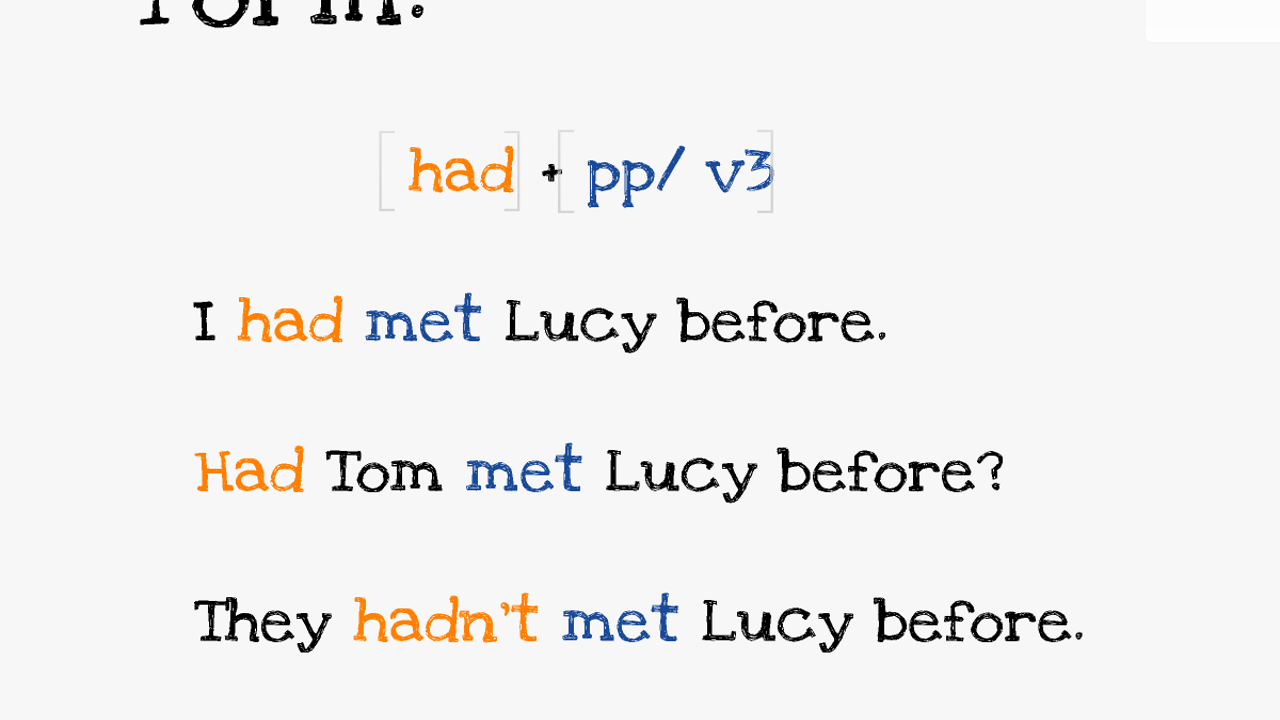 Form:
[ had ] + [ pp/ v3 ]
I had met Lucy before.
Had Tom met Lucy before?
They hadn't met Lucy before.